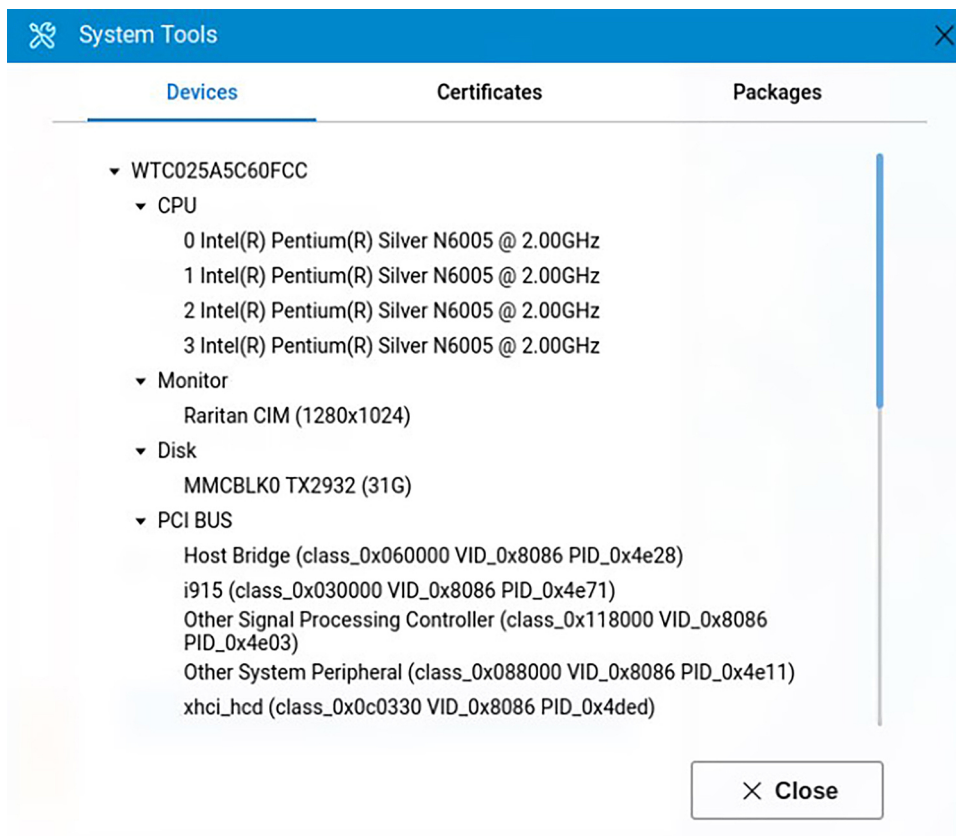 System Tools
Devices Certificates Packages
WTC025A5C60FCC
CPU
0 Intel(R) Pentium(R) Silver N6005 @ 2.00GHz
1 Intel(R) Pentium(R) Silver N6005 @ 2.00GHz
2 Intel(R) Pentium(R) Silver N6005 @ 2.00GHz
3 Intel(R) Pentium(R) Silver N6005 @ 2.00GHz
Monitor
Raritan CIM (1280x1024)
Disk
MMCBLK0 TX2932 (31G)
PCI BUS
Host Bridge (class_0x060000 VID_0x8086 PID_0x4e28)
i915 (class_0x030000 VID_0x8086 PID_0x4e71)
Other Signal Processing Controller (class_0x118000 VID_0x8086
PID_0x4e03)
Other System Peripheral (class_0x088000 VID_0x8086 PID_0x4e11)
xhci_hcd (class_0x0c0330 VID_0x8086 PID_0x4ded)
Close